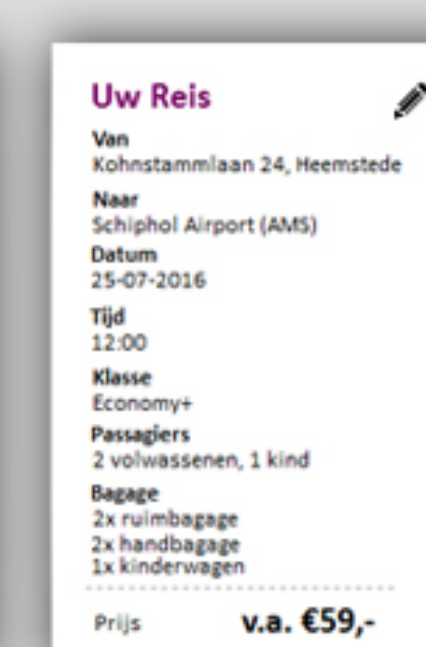 Uw Reis
Van
Kohnstammlaan 24, Heemstede
Naar
Schiphol Airport (AMS)
Datum
25-07-2016
Tijd
12:00
Klasse
Economy+
Passagiers
2 volwassenen, 1 kind
Bagage
2x ruimbagage
2x handbagage
1x kinderwagen
Prijs v.a. €59,-